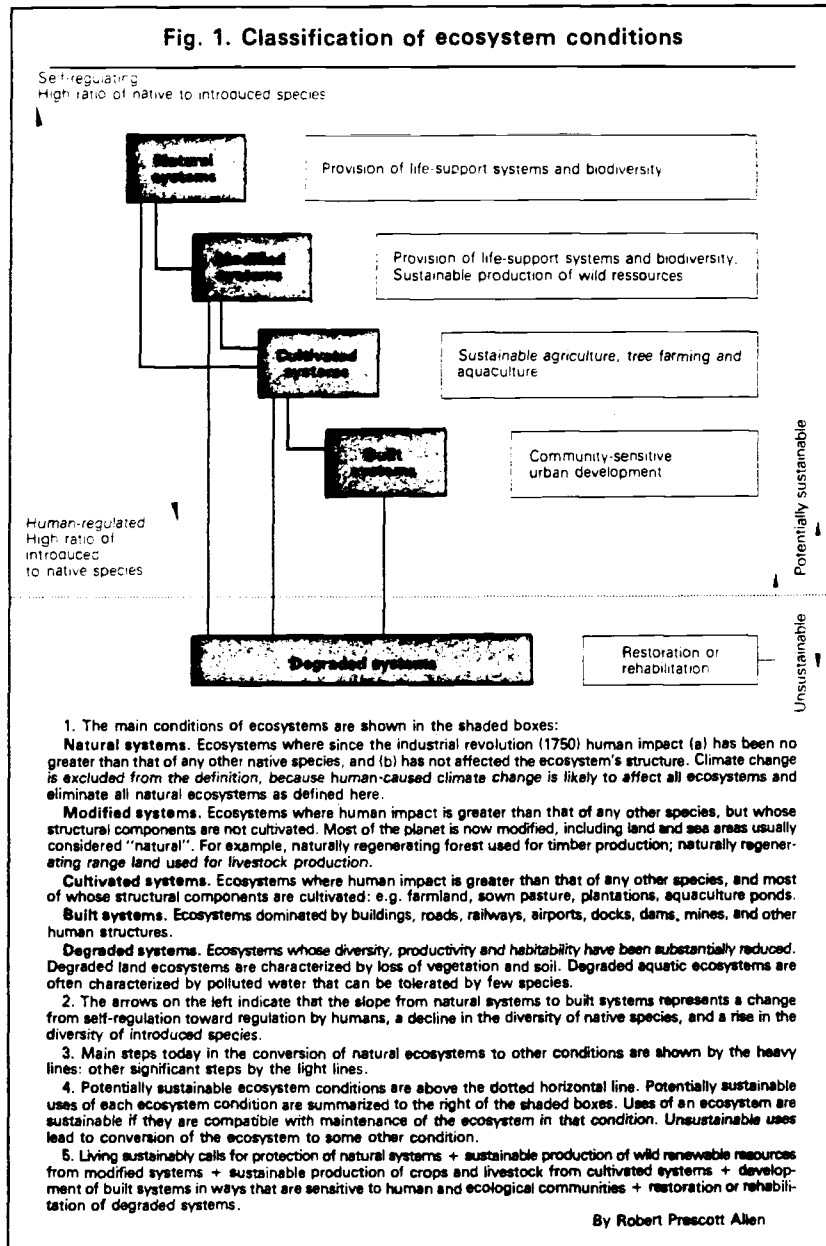 Fig. 1. Classification of ecosystem conditions
Self-regulating
High ratio of native to introduced species
Natural
systems
Provision of life-support systems and biodiversity
Modified
systems
Provision of life-support systems and biodiversity.
Sustainable production of wild ressources
Cultivated
systems
Sustainable agriculture, tree farming and
aquaculture
Built
systems
Community-sensitive
urban development
Human-regulated
High ratio of
introduced
to native species
Potentially sustainable
Unsustainable
Degraded systems
Restoration or
rehabilitation
1. The main conditions of ecosystems are shown in the shaded boxes:
Natural systems. Ecosystems where since the industrial revolution (1750) human impact (a) has been no
greater than that of any other native species, and (b) has not affected the ecosystem's structure. Climate change
is excluded from the definition, because human-caused climate change is likely to affect all ecosystems and
eliminate all natural ecosystems as defined here.
Modified systems. Ecosystems where human impact is greater than that of any other species, but whose
structural components are not cultivated. Most of the planet is now modified, including land and sea areas usually
considered "natural". For example, naturally regenerating forest used for timber production; naturally regener-
ating range land used for livestock production.
Cultivated systems. Ecosystems where human impact is greater than that of any other species, and most
of whose structural components are cultivated: e.g. farmland, sown pasture, plantations, aquaculture ponds.
Built systems. Ecosystems dominated by buildings, roads, railways, airports, docks, dams, mines, and other
human structures.
Degraded systems. Ecosystems whose diversity, productivity and habitability have been substantially reduced.
Degraded land ecosystems are characterized by loss of vegetation and soil. Degraded aquatic ecosystems are
often characterized by polluted water that can be tolerated by few species.
2. The arrows on the left indicate that the slope from natural systems to built systems represents a change
from self-regulation toward regulation by humans, a decline in the diversity of native species, and a rise in the
diversity of introduced species.
3. Main steps today in the conversion of natural ecosystems to other conditions are shown by the heavy
lines: other significant steps by the light lines.
4. Potentially sustainable ecosystem conditions are above the dotted horizontal line. Potentially sustainable
uses of each ecosystem condition are summarized to the right of the shaded boxes. Uses of an ecosystem are
sustainable if they are compatible with maintenance of the ecosystem in that condition. Unsustainable uses
lead to conversion of the ecosystem to some other condition.
5. Living sustainably calls for protection of natural systems + sustainable production of wild renewable resources
from modified systems + sustainable production of crops and livestock from cultivated systems + develop-
ment of built systems in ways that are sensitive to human and ecological communities + restoration or rehabili-
tation of degraded systems.
By Robert Prescott Allen